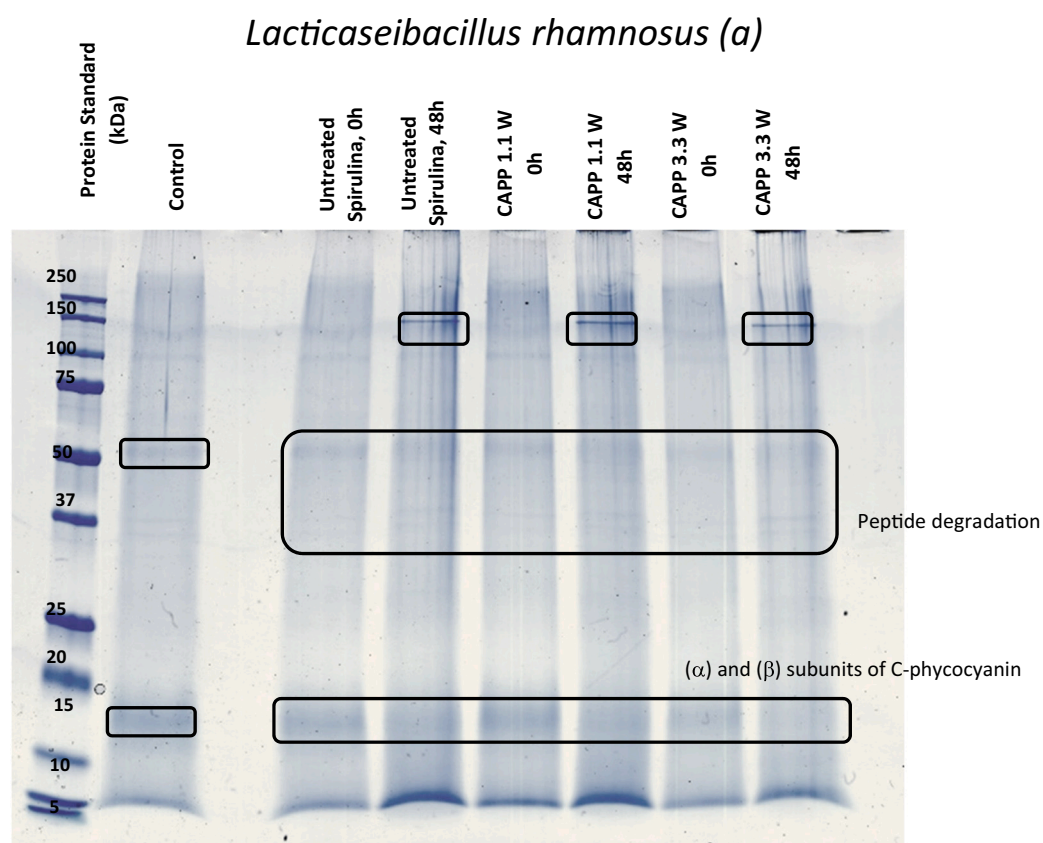 Lacticaseibacillus rhamnosus (a)
Protein Standard
(kDa)
Control
Untreated
Spirulina, 0h
Untreated
Spirulina, 48h
CAPP 1.1 W
0h
CAPP 1.1 W
48h
CAPP 3.3 W
0h
CAPP 3.3 W
48h
250
150
100
75
50
37
Peptide degradation
25
20
(α) and (β) subunits of C-phycocyanin
15
10
5